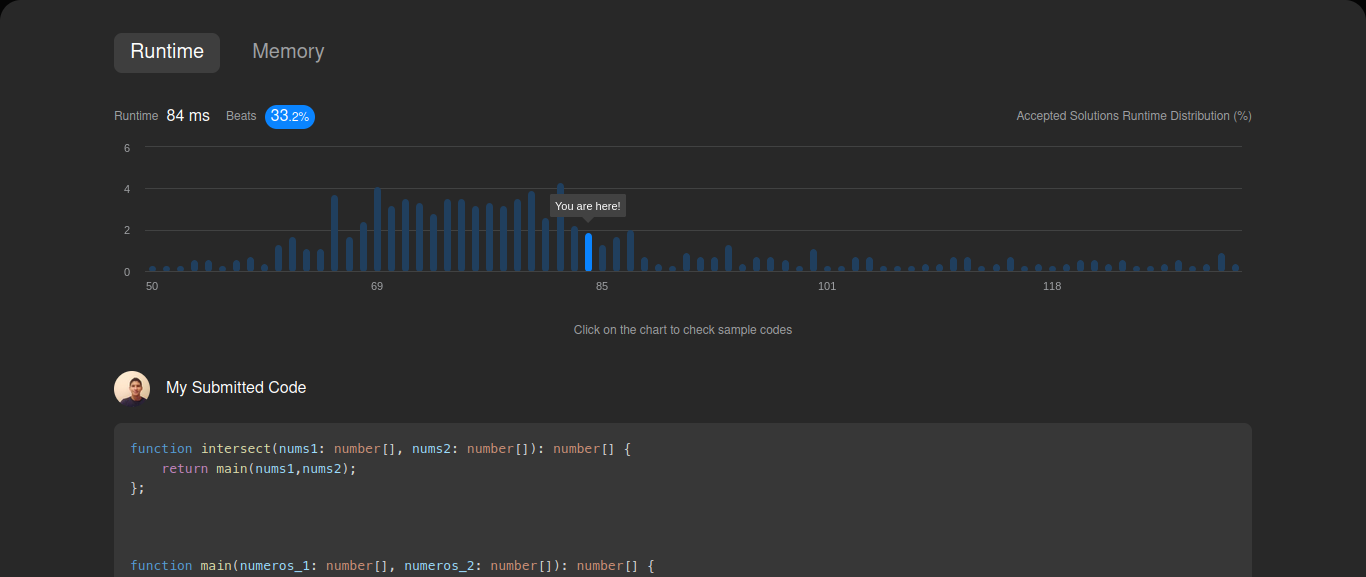 Runtime Memory
Runtime 84 ms Beats 33.2% Accepted Solutions Runtime Distribution (%)
6
4
You are here!
2
0
50 69 85 101 118
Click on the chart to check sample codes
My Submitted Code
function intersect(nums1: number[], nums2: number[]): number[] {
    return main(nums1,nums2);
};
function main(numeros_1: number[], numeros_2: number[]): number[] {